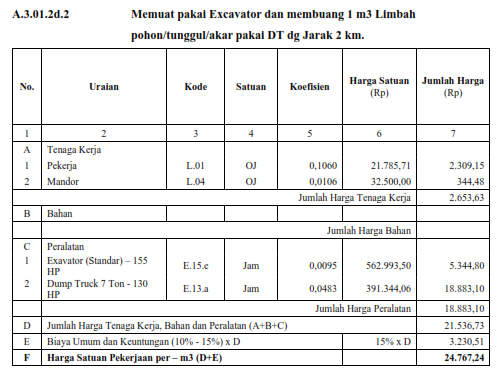 A.3.01.2d.2 Memuat pakai Excavator dan membuang 1 m3 Limbah
pohon/tunggul/akar pakai DT dg Jarak 2 km.
No. Uraian Kode Satuan Koefisien Harga Satuan (Rp) Jumlah Harga (Rp)
1 2 3 4 5 6 7
A Tenaga Kerja
1 Pekerja L.01 OJ 0,1060 21.785,71 2.309,15
2 Mandor L.04 OJ 0,0106 32.500,00 344,48
Jumlah Harga Tenaga Kerja 2.653,63
B Bahan
Jumlah Harga Bahan
C Peralatan
1 Exavator (Standar) – 155 HP E.15.e Jam 0,0095 562.993,50 5.344,80
2 Dump Truck 7 Ton - 130 HP E.13.a Jam 0,0483 391.344,06 18.883,10
Jumlah Harga Peralatan 18.883,10
D Jumlah Harga Tenaga Kerja, Bahan dan Peralatan (A+B+C) 21.536,73
E Biaya Umum dan Keuntungan (10% - 15%) x D 15% x D 3.230,51
F Harga Satuan Pekerjaan per – m3 (D+E) 24.767,24